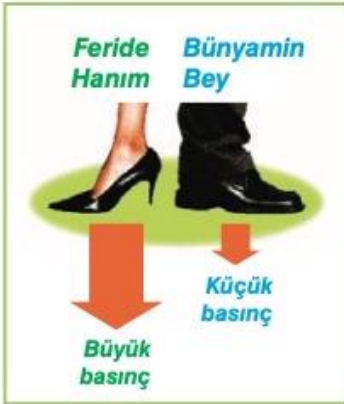 Feride
Hanım
Bünyamin
Bey
Küçük
basınç
Büyük
basınç